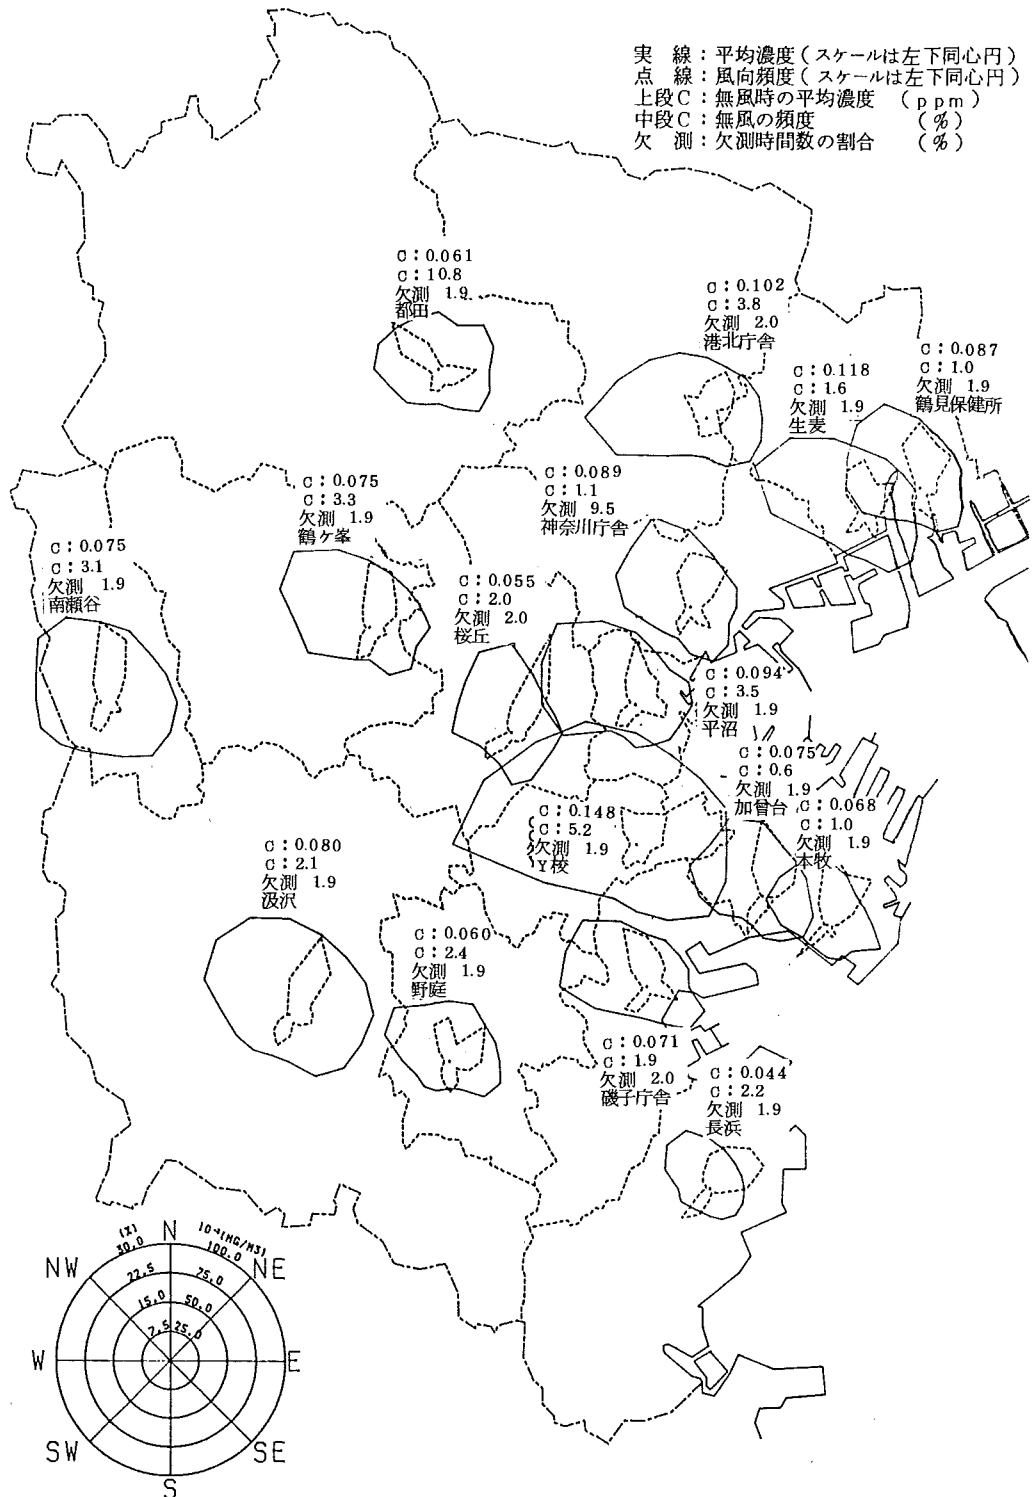 実 線：平均濃度（スケールは左下同心円）
点 線：風向頻度（スケールは左下同心円）
上段C：無風時の平均濃度 （ppm）
中段C：無風の頻度 （%）
欠 測：欠測時間数の割合 （%）
C：0.061
C：10.8
欠測 1.9
都田
C：0.102
C：3.8
欠測 2.0
港北庁舎
C：0.087
C：1.0
欠測 1.9
鶴見保健所
C：0.118
C：1.6
欠測 1.9
生麦
C：0.089
C：1.1
欠測 9.5
神奈川庁舎
C：0.075
C：3.3
欠測 1.9
鶴ケ峯
C：0.075
C：3.1
欠測 1.9
南瀬谷
C：0.055
C：2.0
欠測 2.0
桜丘
C：0.094
C：3.5
欠測 1.9
平沼
C：0.075
C：0.6
欠測 1.9
加曽台
C：0.068
C：1.0
欠測 1.9
本牧
C：0.148
C：5.2
欠測 1.9
Y校
C：0.080
C：2.1
欠測 1.9
汲沢
C：0.060
C：2.4
欠測 1.9
野庭
C：0.071
C：1.9
欠測 2.0
磯子庁舎
C：0.044
C：2.2
欠測 1.9
長浜
(%) N 10⁻³(MG/M3)
30.0 100.0
NW 22.5 75.0 NE
15.0 50.0
7.5 25.0
W E
SW SE
S